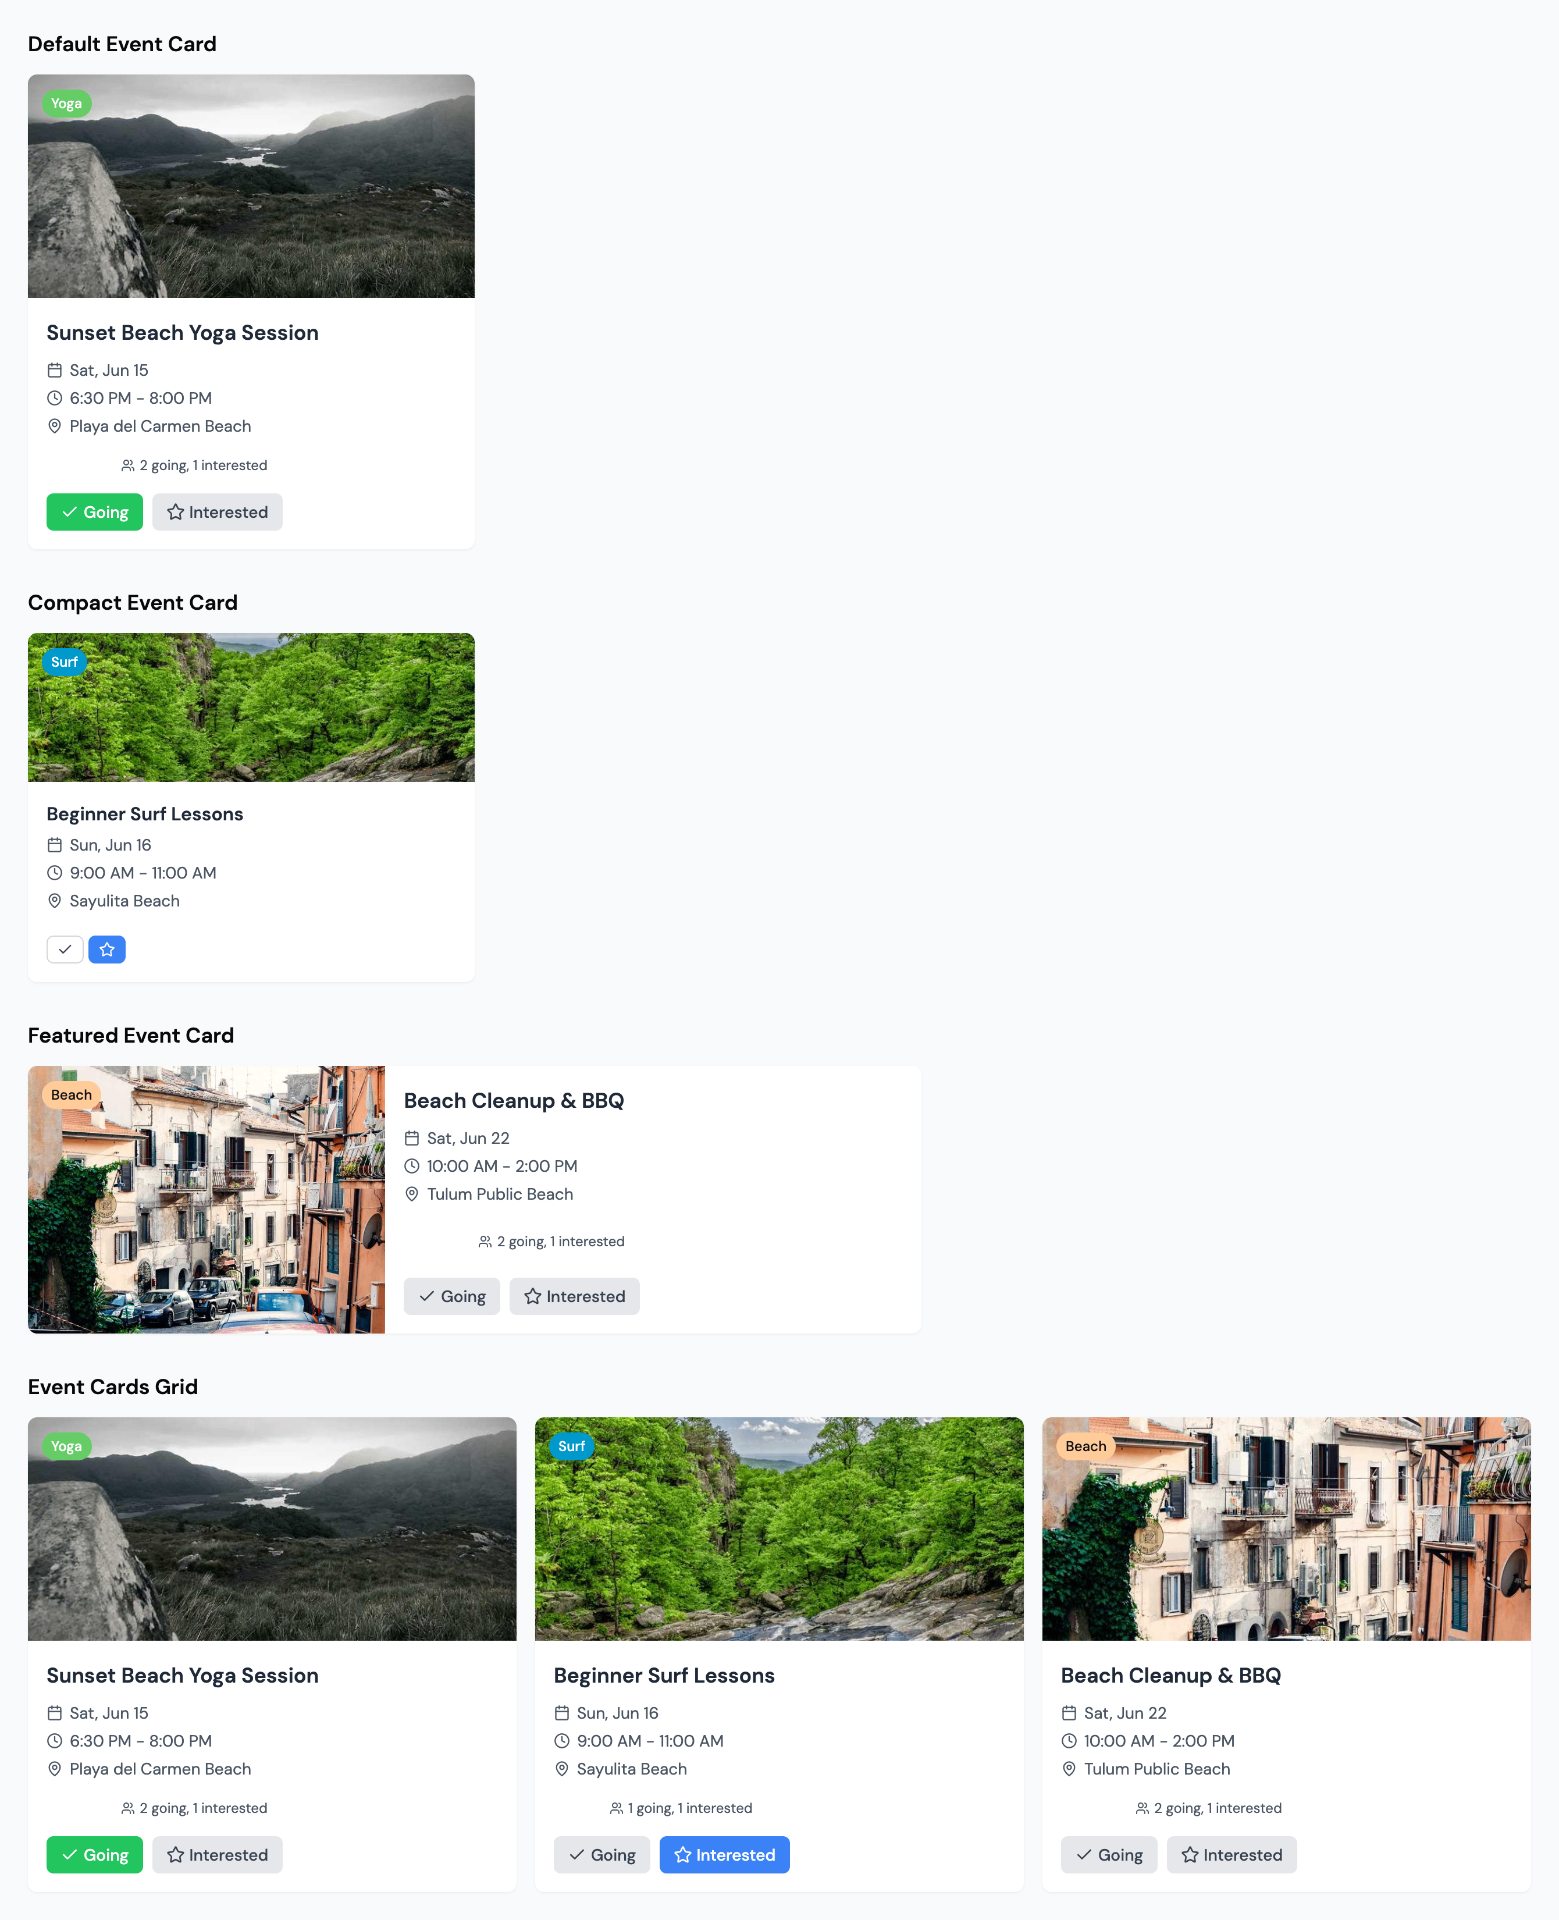 Default Event Card
Yoga
Sunset Beach Yoga Session
Sat, Jun 15
6:30 PM - 8:00 PM
Playa del Carmen Beach
2 going, 1 interested
Going
Interested
Compact Event Card
Surf
Beginner Surf Lessons
Sun, Jun 16
9:00 AM - 11:00 AM
Sayulita Beach
Featured Event Card
Beach
Beach Cleanup & BBQ
Sat, Jun 22
10:00 AM - 2:00 PM
Tulum Public Beach
2 going, 1 interested
Going
Interested
Event Cards Grid
Yoga
Sunset Beach Yoga Session
Sat, Jun 15
6:30 PM - 8:00 PM
Playa del Carmen Beach
2 going, 1 interested
Going
Interested
Surf
Beginner Surf Lessons
Sun, Jun 16
9:00 AM - 11:00 AM
Sayulita Beach
1 going, 1 interested
Going
Interested
Beach
Beach Cleanup & BBQ
Sat, Jun 22
10:00 AM - 2:00 PM
Tulum Public Beach
2 going, 1 interested
Going
Interested